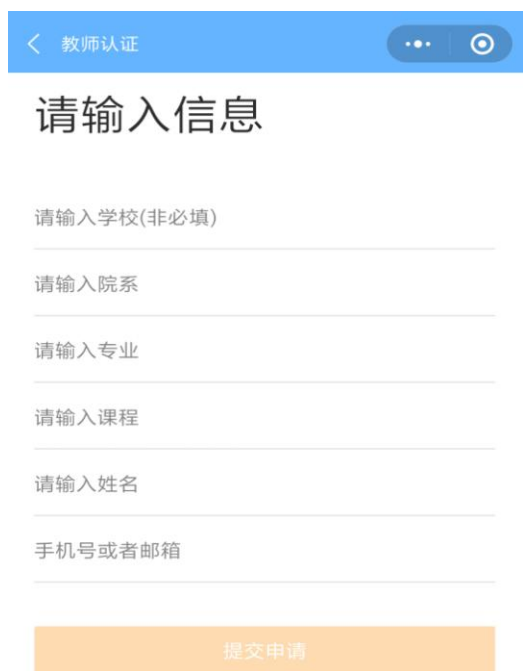 教师认证
请输入信息
请输入学校(非必填)
请输入院系
请输入专业
请输入课程
请输入姓名
手机号或者邮箱
提交申请